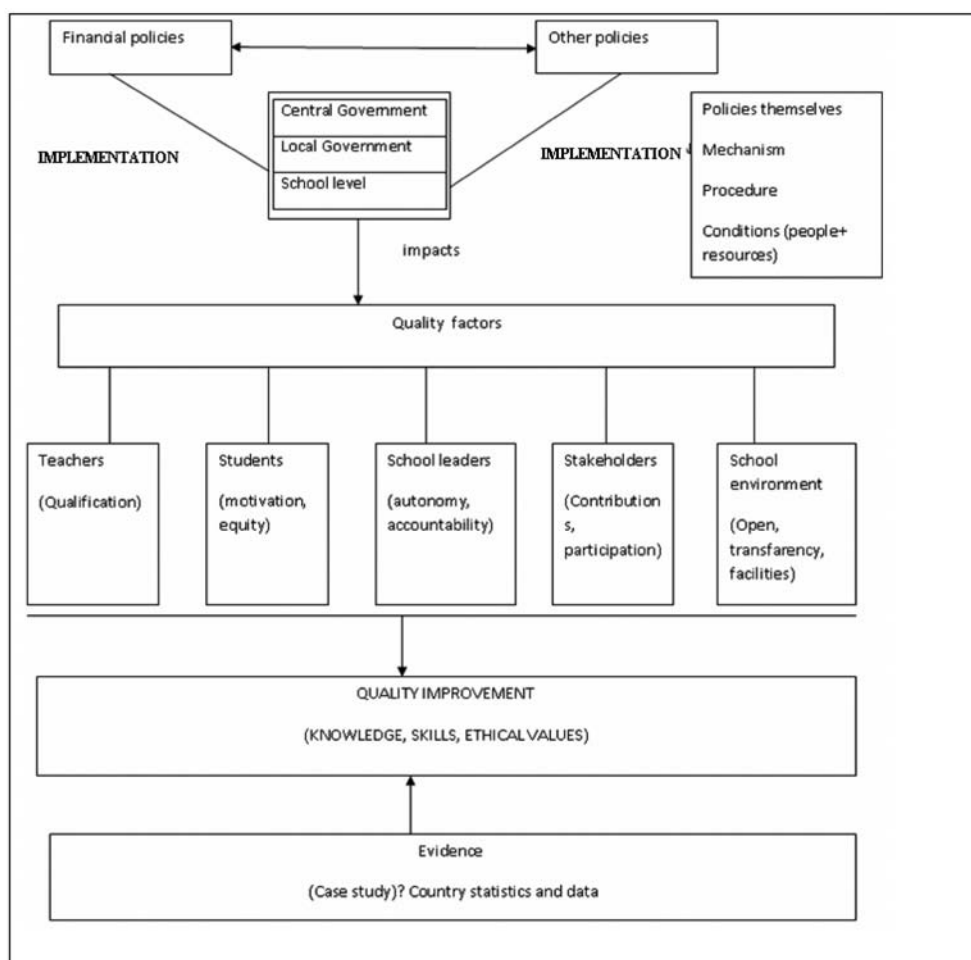 Financial policies
Other policies
Central Government
Local Government
School level
IMPLEMENTATION
IMPLEMENTATION
Policies themselves
Mechanism
Procedure
Conditions (people+
resources)
impacts
Quality factors
Teachers
(Qualification)
Students
(motivation,
equity)
School leaders
(autonomy,
accountability)
Stakeholders
(Contribution
s,
participation)
School
environment
(Open,
transfarency,
facilities)
QUALITY IMPROVEMENT
(KNOWLEDGE, SKILLS, ETHICAL VALUES)
Evidence
(Case study)? Country statistics and data